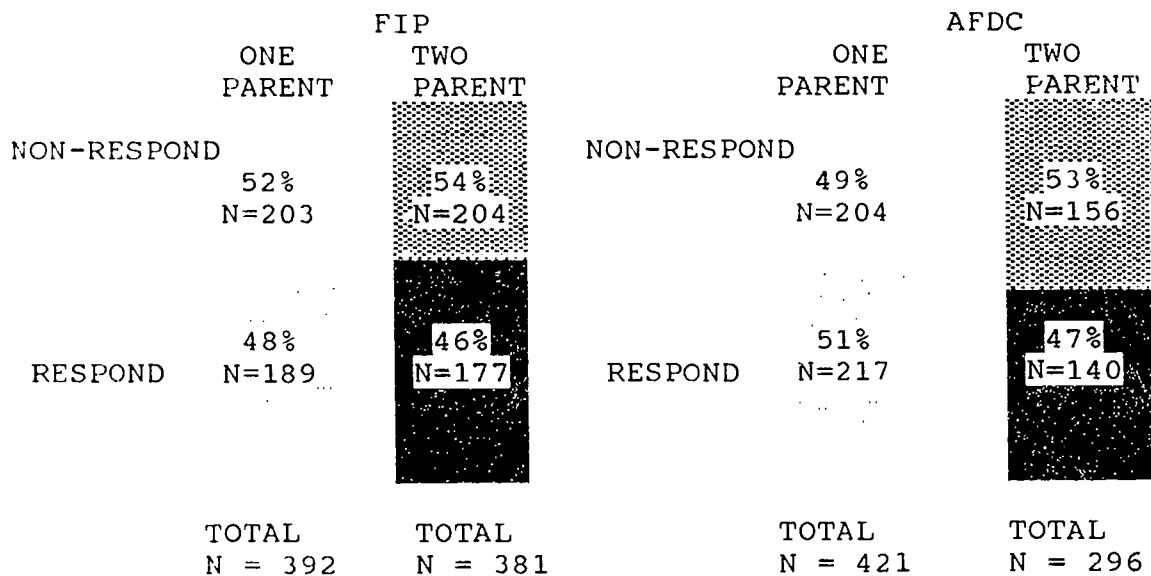 FIP AFDC
ONE TWO ONE TWO
PARENT PARENT PARENT PARENT
NON-RESPOND NON-RESPOND
52% 54% 49% 53%
N=203 N=204 N=204 N=156
48% 46% 51% 47%
RESPOND N=189 N=177 RESPOND N=217 N=140
TOTAL TOTAL TOTAL TOTAL
N = 392 N = 381 N = 421 N = 296